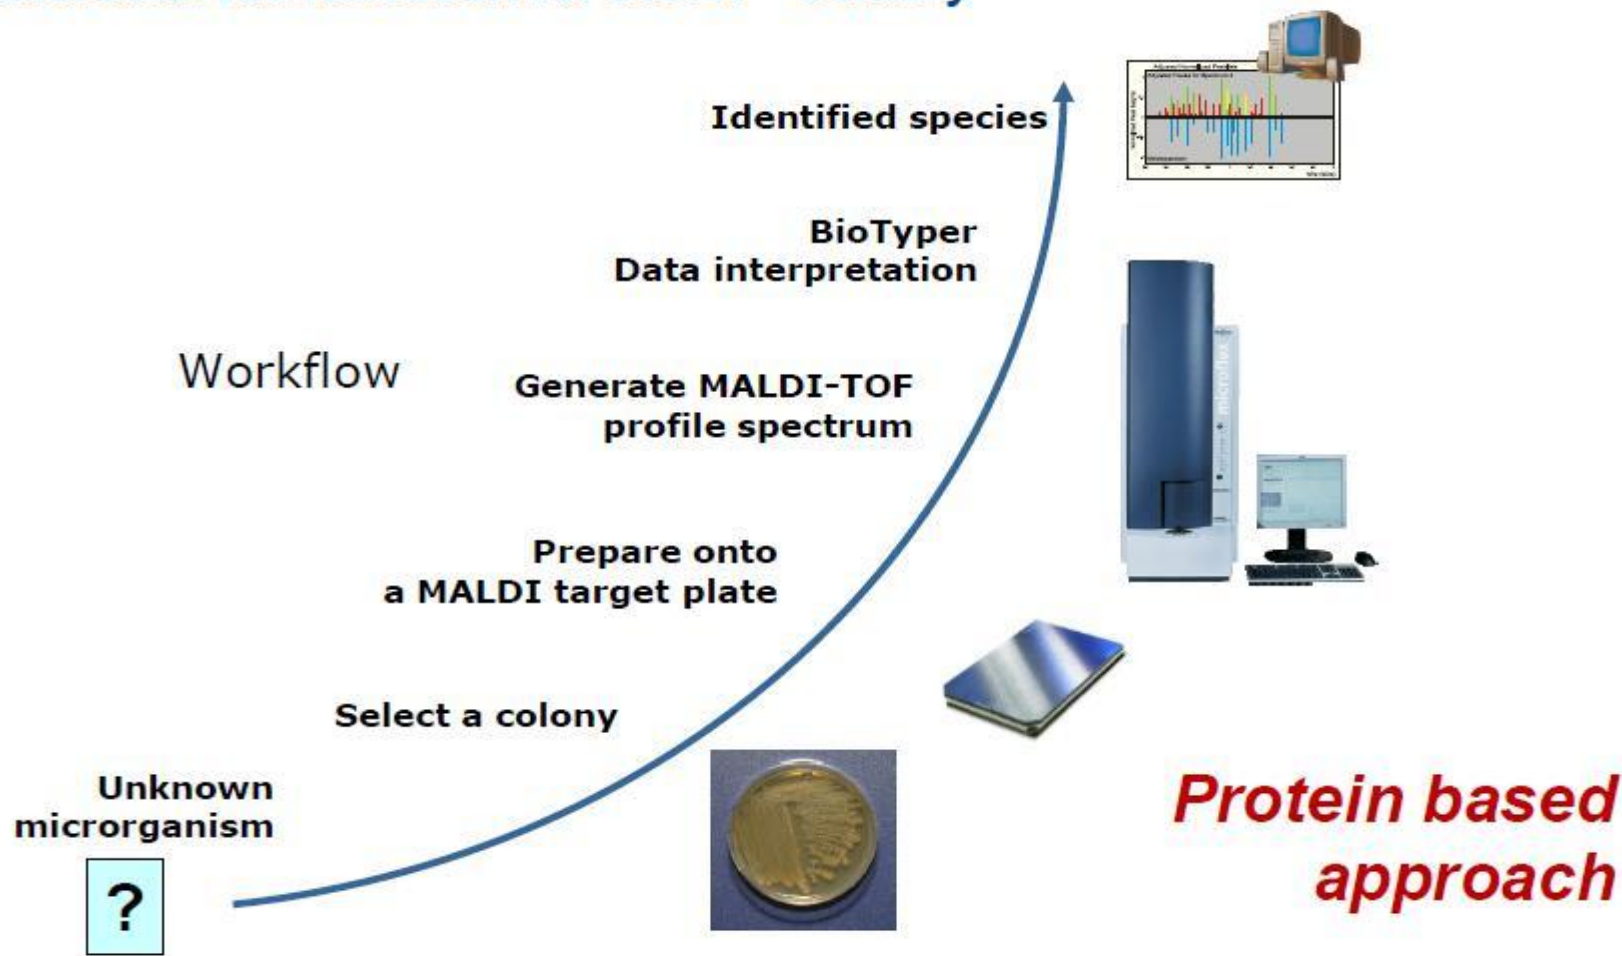 Identified species
BioTyper
Data interpretation
Workflow
Generate MALDI-TOF
profile spectrum
microflex
Prepare onto
a MALDI target plate
Select a colony
Unknown
microrganism
?
Protein based
approach